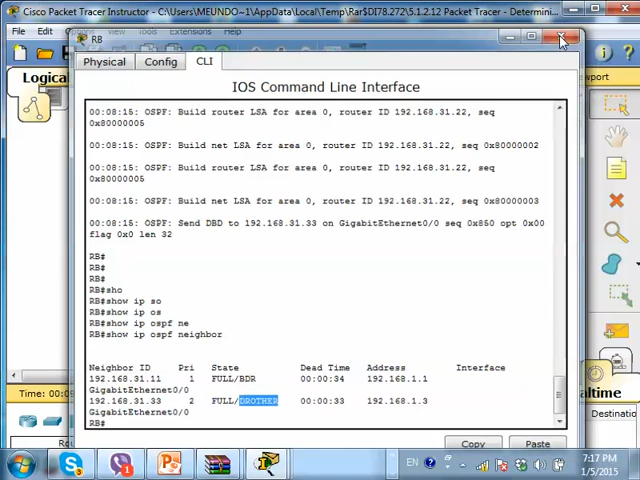 Cisco Packet Tracer Instructor - C:\Users\MEUNDO~1\AppData\Local\Temp\Rar$DI78.272\5.1.2.12 Packet Tracer - Determini...
File Edit View Tools Extensions Help
RB
Physical Config CLI
Logical
IOS Command Line Interface
00:08:15: OSPF: Build router LSA for area 0, router ID 192.168.31.22, seq
0x80000005
00:08:15: OSPF: Build net LSA for area 0, router ID 192.168.31.22, seq 0x80000002
00:08:15: OSPF: Build router LSA for area 0, router ID 192.168.31.22, seq
0x80000005
00:08:15: OSPF: Build net LSA for area 0, router ID 192.168.31.22, seq 0x80000003
00:08:15: OSPF: Send DBD to 192.168.31.33 on GigabitEthernet0/0 seq 0x850 opt 0x00
flag 0x0 len 32
RB#
RB#
RB#
RB#sho
RB#show ip so
RB#show ip os
RB#show ip ospf ne
RB#show ip ospf neighbor
Neighbor ID Pri State Dead Time Address Interface
192.168.31.11 1 FULL/BDR 00:00:34 192.168.1.1
GigabitEthernet0/0
192.168.31.33 2 FULL/DROTHER 00:00:33 192.168.1.3
GigabitEthernet0/0
RB#
Copy Paste
Time: 00:0
ealtime
Destinatio
EN
7:17 PM
1/5/2015